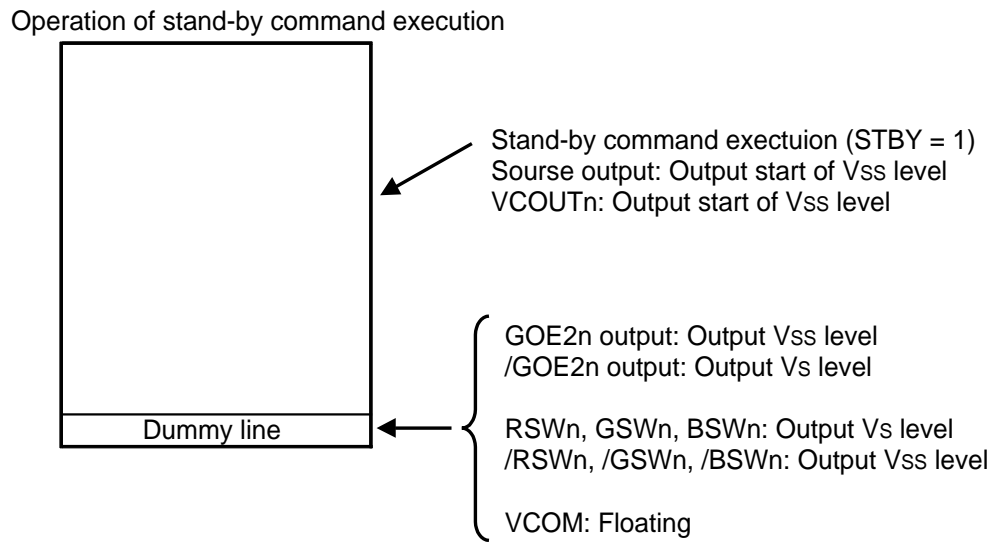 Operation of stand-by command execution
Stand-by command exectuion (STBY = 1)
Sourse output: Output start of VSS level
VCOUTn: Output start of VSS level
GOE2n output: Output VSS level
/GOE2n output: Output VS level
Dummy line
RSWn, GSWn, BSWn: Output VS level
/RSWn, /GSWn, /BSWn: Output VSS level
VCOM: Floating